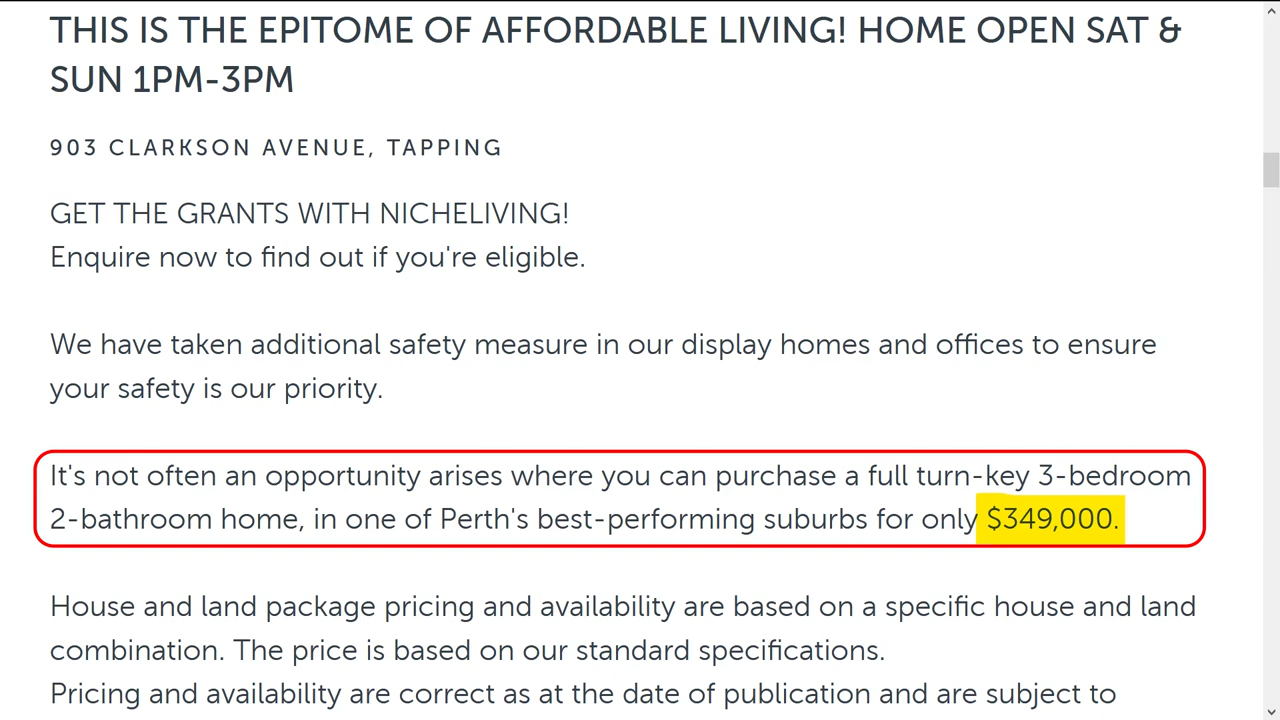 THIS IS THE EPITOME OF AFFORDABLE LIVING! HOME OPEN SAT &
SUN 1PM-3PM
903 CLARKSON AVENUE, TAPPING
GET THE GRANTS WITH NICHELIVING!
Enquire now to find out if you're eligible.
We have taken additional safety measure in our display homes and offices to ensure
your safety is our priority.
It's not often an opportunity arises where you can purchase a full turn-key 3-bedroom
2-bathroom home, in one of Perth's best-performing suburbs for only $349,000.
House and land package pricing and availability are based on a specific house and land
combination. The price is based on our standard specifications.
Pricing and availability are correct as at the date of publication and are subject to